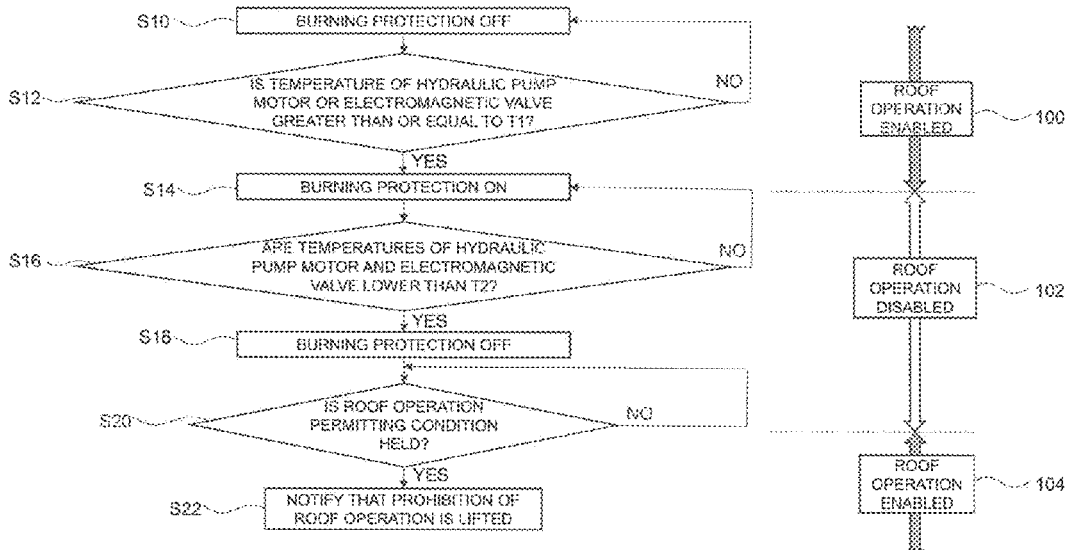 S10
BURNING PROTECTION OFF
S12
IS TEMPERATURE OF HYDRAULIC PUMP
MOTOR OR ELECTROMAGNETIC VALVE
GREATER THAN OR EQUAL TO T1?
NO
YES
S14
BURNING PROTECTION ON
S16
ARE TEMPERATURES OF HYDRAULIC
PUMP MOTOR AND ELECTROMAGNETIC
VALVE LOWER THAN T2?
NO
YES
S18
BURNING PROTECTION OFF
S20
IS ROOF OPERATION
PERMITTING CONDITION
HELD?
NO
YES
S22
NOTIFY THAT PROHIBITION OF
ROOF OPERATION IS LIFTED
ROOF
OPERATION
ENABLED
100
ROOF
OPERATION
DISABLED
102
ROOF
OPERATION
ENABLED
104